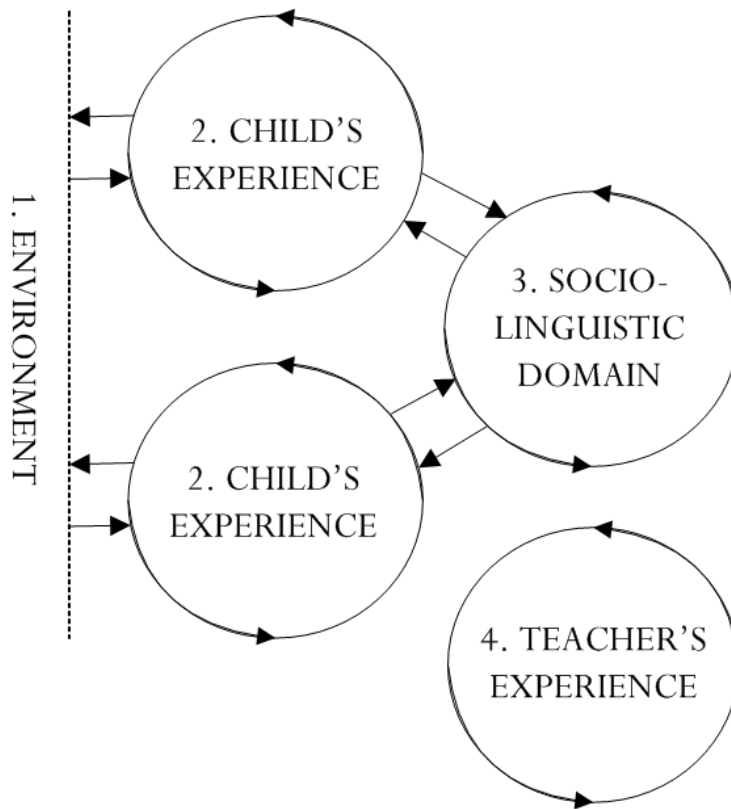 1. ENVIRONMENT
2. CHILD'S
EXPERIENCE
3. SOCIO-
LINGUISTIC
DOMAIN
2. CHILD'S
EXPERIENCE
4. TEACHER'S
EXPERIENCE